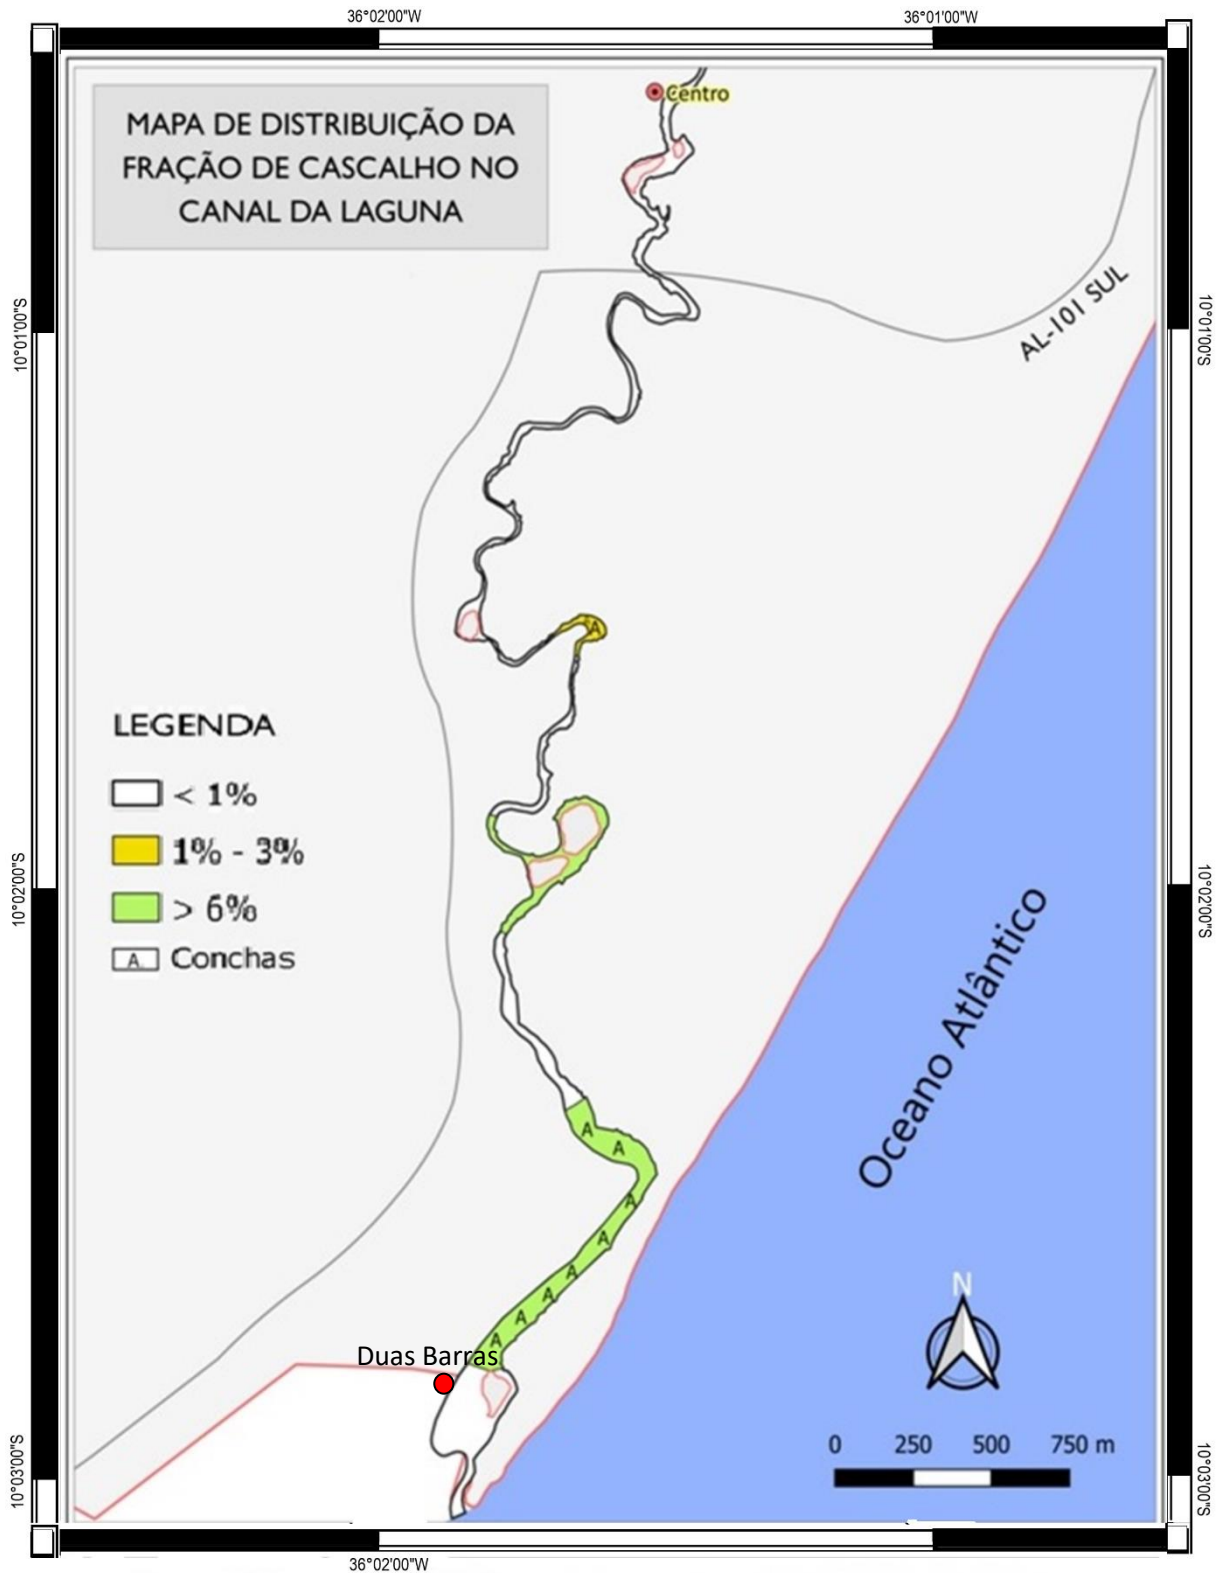 36°02'00"W
36°01'00"W
Centro
MAPA DE DISTRIBUIÇÃO DA
FRAÇÃO DE CASCALHO NO
CANAL DA LAGUNA
AL-101 SUL
10°01'00"S
10°01'00"S
A
LEGENDA
< 1%
1% - 3%
> 6%
A. Conchas
10°02'00"S
10°02'00"S
Oceano Atlântico
A
A
A
A
A
A
A
A
N
Duas Barras
0 250 500 750 m
10°03'00"S
10°03'00"S
36°02'00"W